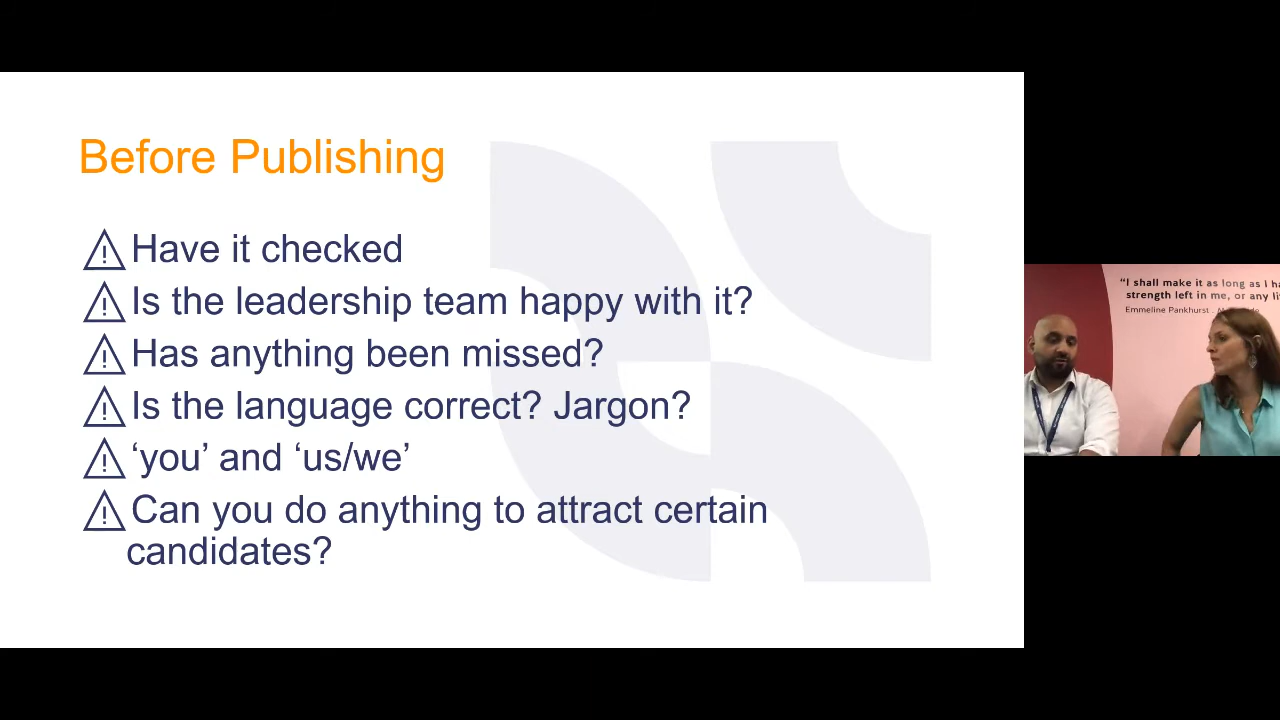 Before Publishing
Have it checked
Is the leadership team happy with it?
Has anything been missed?
Is the language correct? Jargon?
‘you’ and ‘us/we’
Can you do anything to attract certain
candidates?
“I shall make it as long as I
strength left in me, or any
Emmeline Pankhurst .